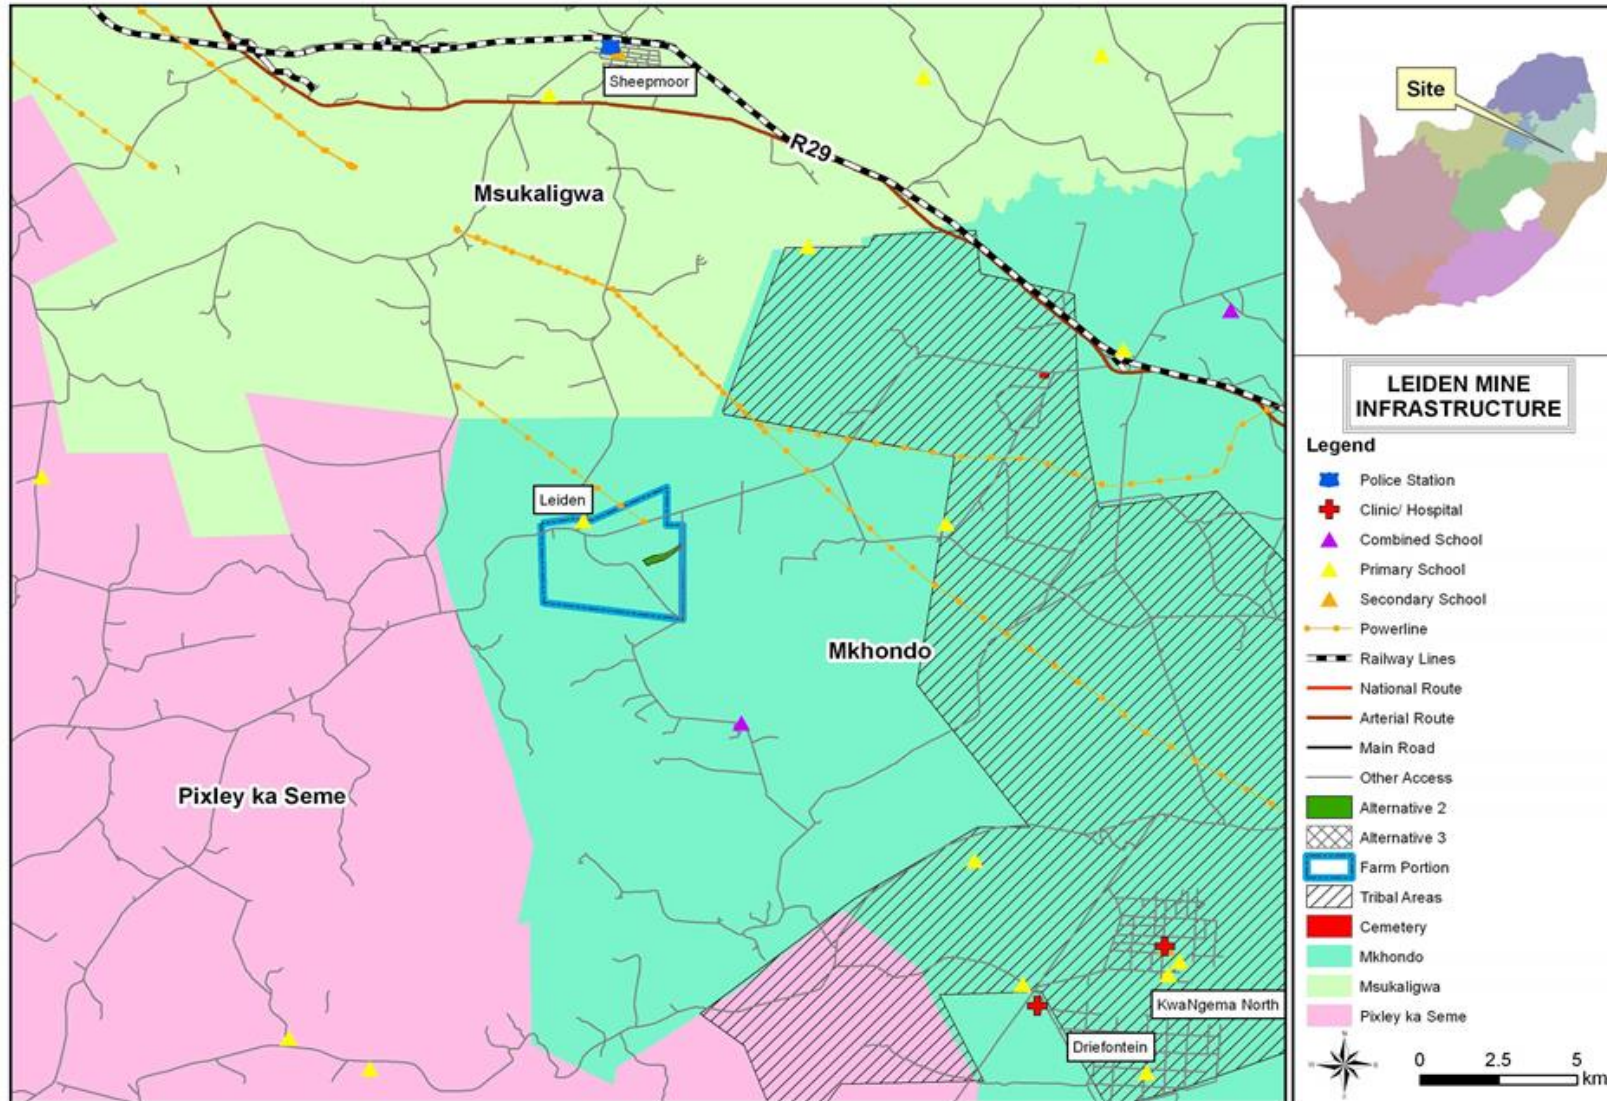 Sheepmoor
R29
Msukaligwa
Leiden
Mkhondo
Pixley ka Seme
KwaNgema North
Driefontein
Site
LEIDEN MINE
INFRASTRUCTURE
Legend
Police Station
Clinic/ Hospital
Combined School
Primary School
Secondary School
Powerline
Railway Lines
National Route
Arterial Route
Main Road
Other Access
Alternative 2
Alternative 3
Farm Portion
Tribal Areas
Cemetery
Mkhondo
Msukaligwa
Pixley ka Seme
0 2.5 5
km